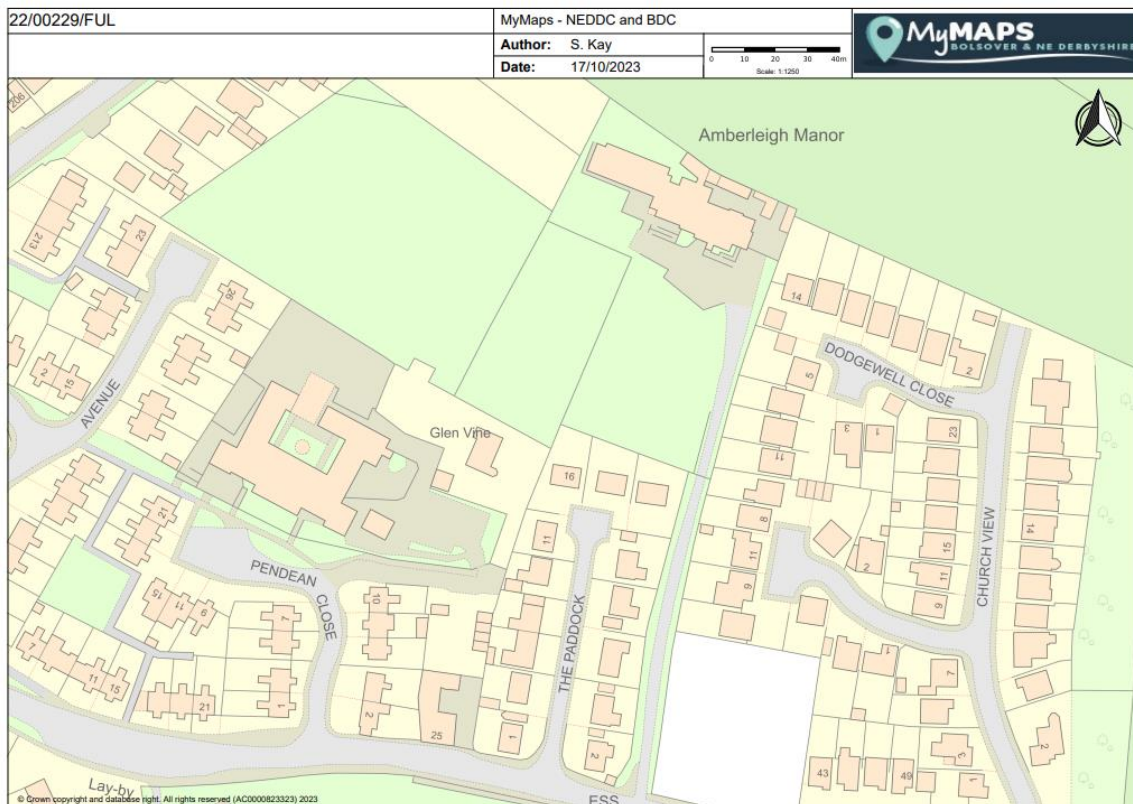 22/00229/FUL
MyMaps - NEDDC and BDC
Author: S. Kay
Date: 17/10/2023
0 10 20 30 40m
Scale: 1:1250
MyMAPS
BOLSOVER & NE DERBYSHIRE
206
Amberleigh Manor
213
23
26
14
2
15
AVENUE
5
DODGEWELL CLOSE
2
Glen Vine
3
1
23
11
16
21
11
8
14
11
2
15
11
9
9
PENDEAN
CLOSE
15
11
9
7
10
THE PADDOCK
CHURCH VIEW
7
11
15
21
1
2
25
1
2
1
7
3
1
2
43
49
Lay-by
ESS
© Crown copyright and database right. All rights reserved (AC0000823323) 2023